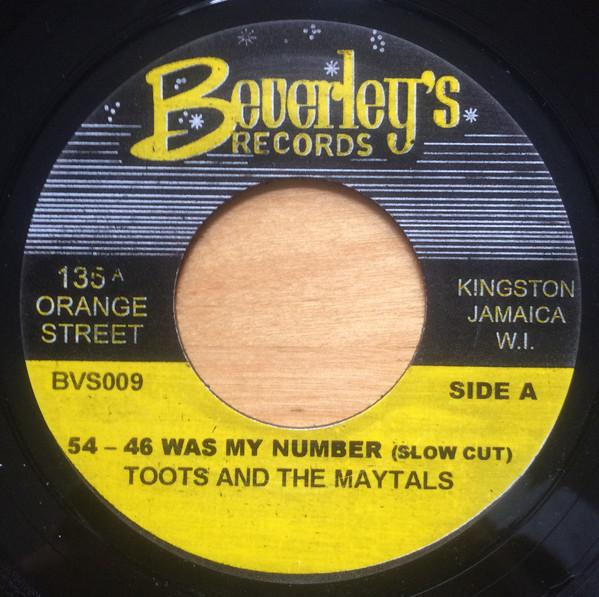 Beverley's
RECORDS
135 A
ORANGE
STREET
KINGSTON
JAMAICA
W.I.
BVS009
SIDE A
54 – 46 WAS MY NUMBER (SLOW CUT)
TOOTS AND THE MAYTALS